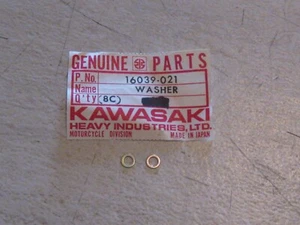 GENUINE PARTS
P. No. 16039-021
Name WASHER
Q'ty (8C)
KAWASAKI
HEAVY INDUSTRIES, LTD.
MOTORCYCLE DIVISION MADE IN JAPAN